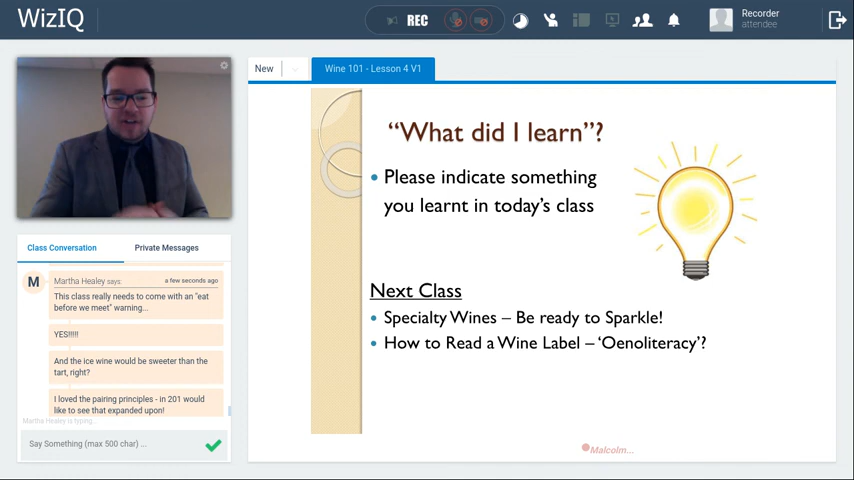 WizIQ
REC
Recorder
attendee
New
Wine 101 - Lesson 4 V1
“What did I learn”?
Please indicate something
you learnt in today’s class
Next Class
Specialty Wines – Be ready to Sparkle!
How to Read a Wine Label – ‘Oenoliteracy’?
Malcolm...
Class Conversation
Private Messages
M
Martha Healey says:
a few seconds ago
This class really needs to come with an "eat
before we meet" warning...
YES!!!!!
And the ice wine would be sweeter than the
tart, right?
I loved the pairing principles - in 201 would
like to see that expanded upon!
Martha Healey is typing...
Say Something (max 500 char) ...